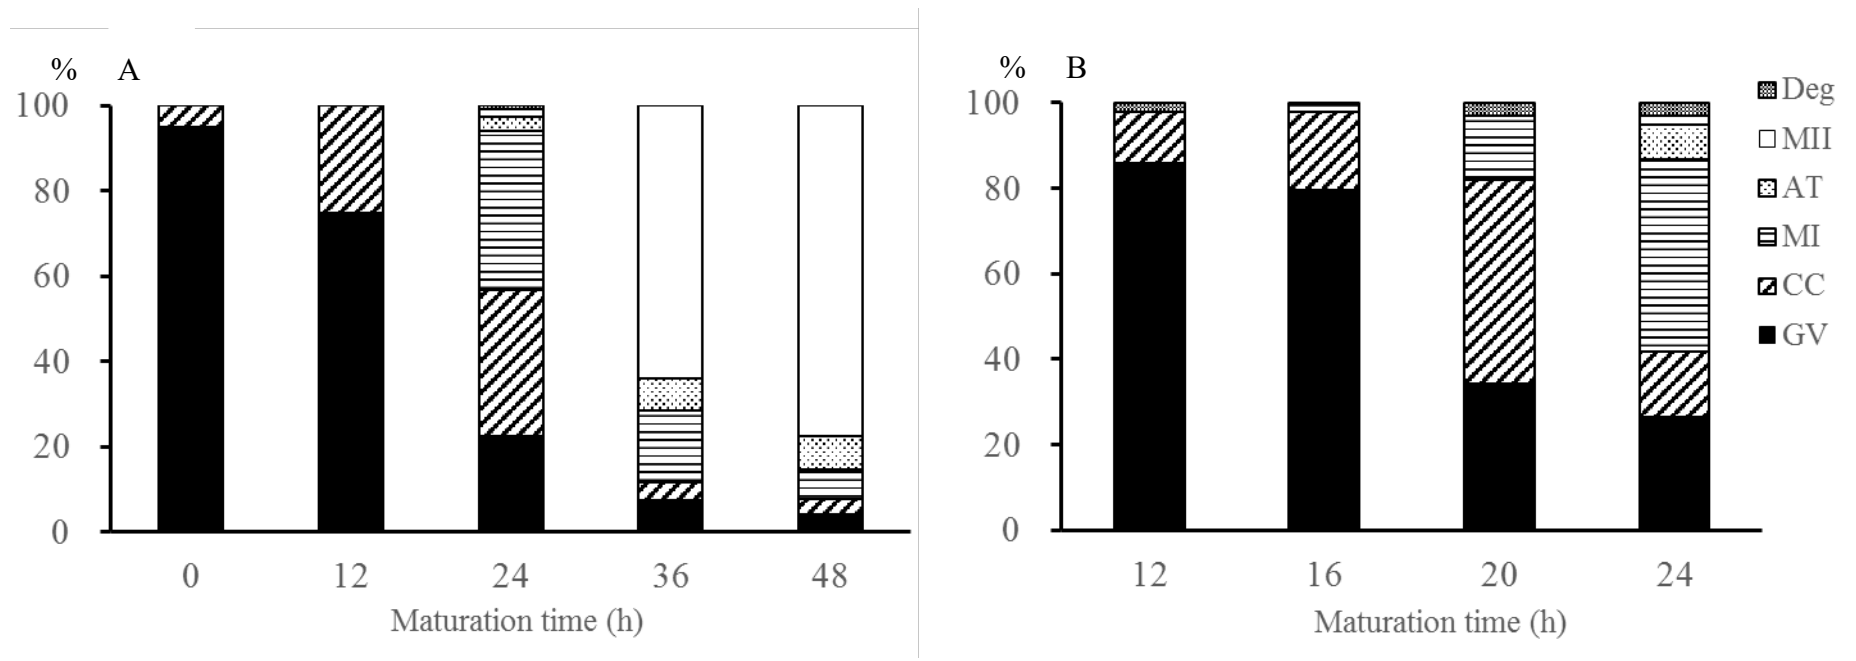 % A
100
80
60
40
20
0
0 12 24 36 48
Maturation time (h)
% B
100
80
60
40
20
0
12 16 20 24
Maturation time (h)
Deg
MII
AT
MI
CC
GV